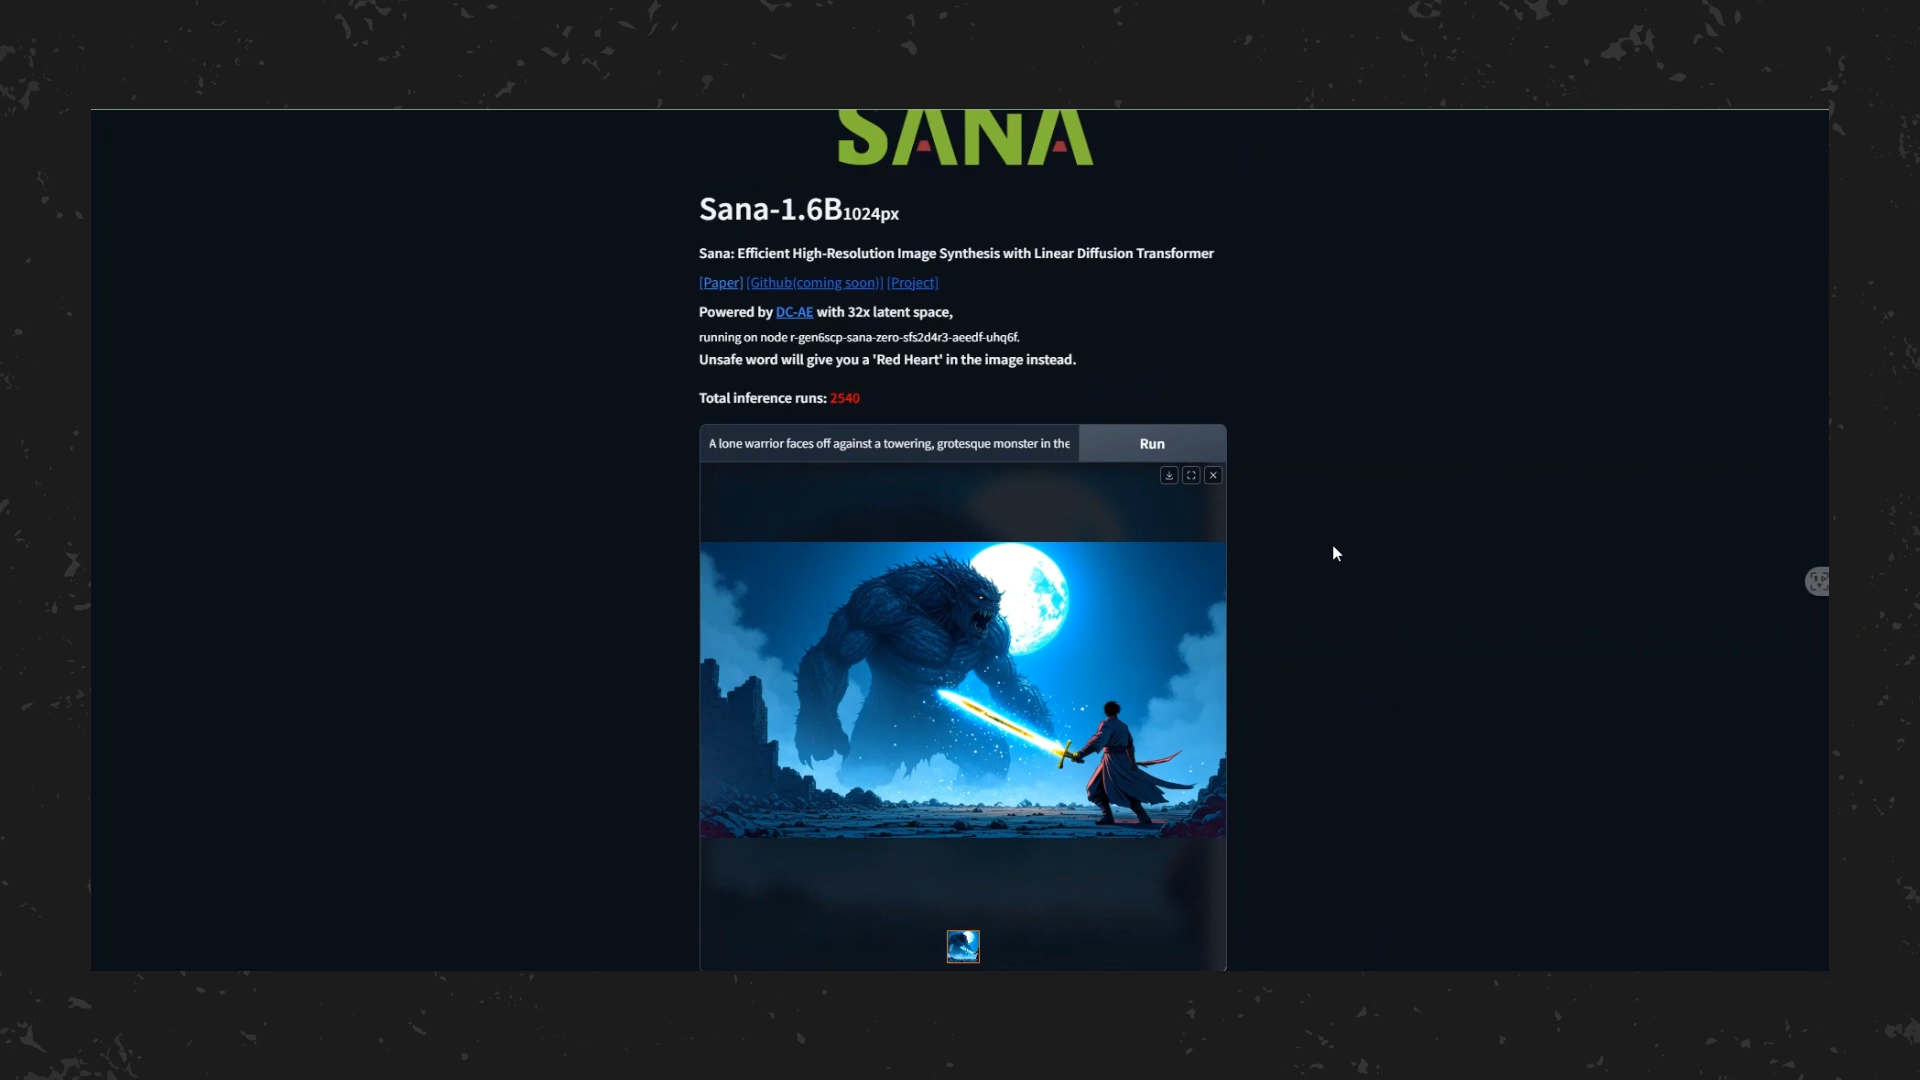 SANA
Sana-1.6B1024px
Sana: Efficient High-Resolution Image Synthesis with Linear Diffusion Transformer
[Paper] [Github(coming soon)] [Project]
Powered by DC-AE with 32x latent space,
running on node r-gen6scp-sana-zero-sfs2d4r3-aeedf-uhq6f.
Unsafe word will give you a 'Red Heart' in the image instead.
Total inference runs: 2540
A lone warrior faces off against a towering, grotesque monster in the
Run